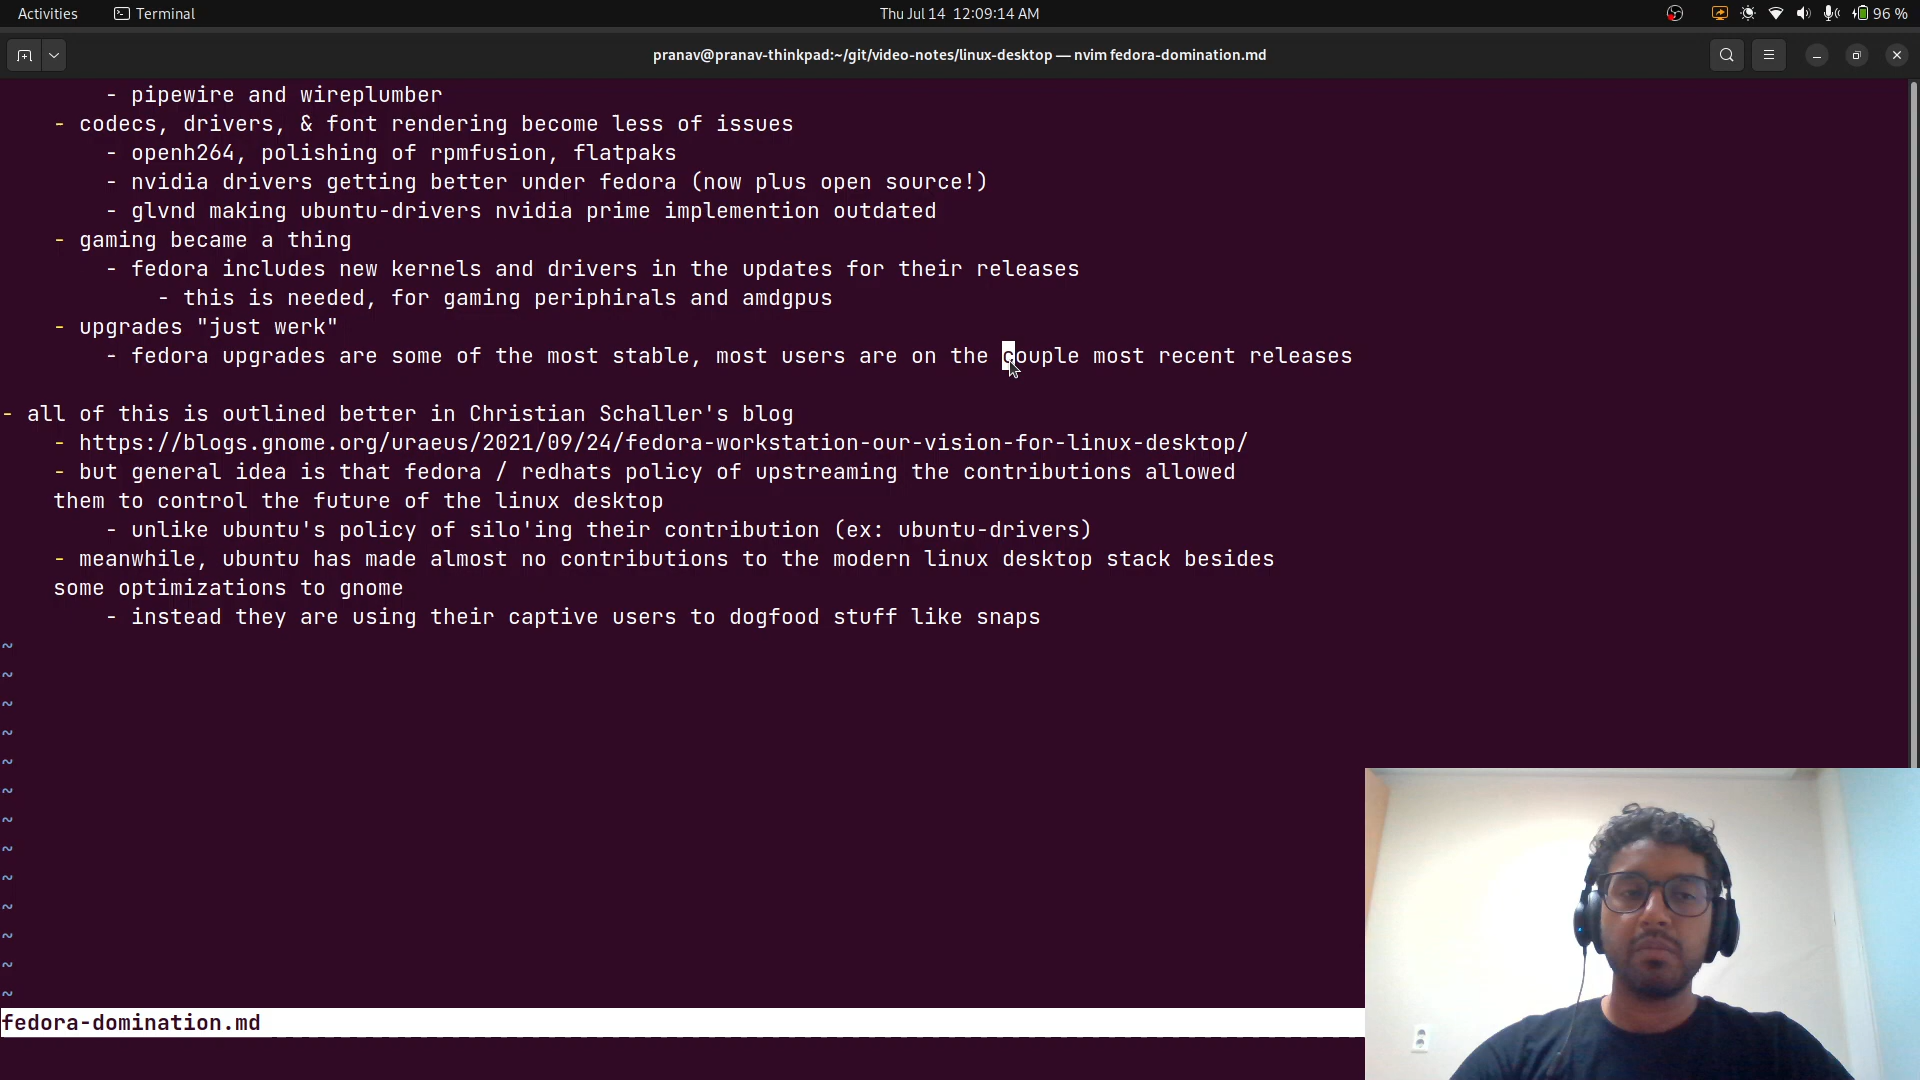 Activities Terminal Thu Jul 14 12:09:14 AM 96 %
pranav@pranav-thinkpad:~/git/video-notes/linux-desktop — nvim fedora-domination.md
- pipewire and wireplumber
- codecs, drivers, & font rendering become less of issues
- openh264, polishing of rpmfusion, flatpaks
- nvidia drivers getting better under fedora (now plus open source!)
- glvnd making ubuntu-drivers nvidia prime implemention outdated
- gaming became a thing
- fedora includes new kernels and drivers in the updates for their releases
- this is needed, for gaming periphirals and amdgpus
- upgrades "just werk"
- fedora upgrades are some of the most stable, most users are on the couple most recent releases
- all of this is outlined better in Christian Schaller's blog
- https://blogs.gnome.org/uraeus/2021/09/24/fedora-workstation-our-vision-for-linux-desktop/
- but general idea is that fedora / redhats policy of upstreaming the contributions allowed
them to control the future of the linux desktop
- unlike ubuntu's policy of silo'ing their contribution (ex: ubuntu-drivers)
- meanwhile, ubuntu has made almost no contributions to the modern linux desktop stack besides
some optimizations to gnome
- instead they are using their captive users to dogfood stuff like snaps
~
~
~
~
~
~
~
~
~
~
~
~
~
fedora-domination.md